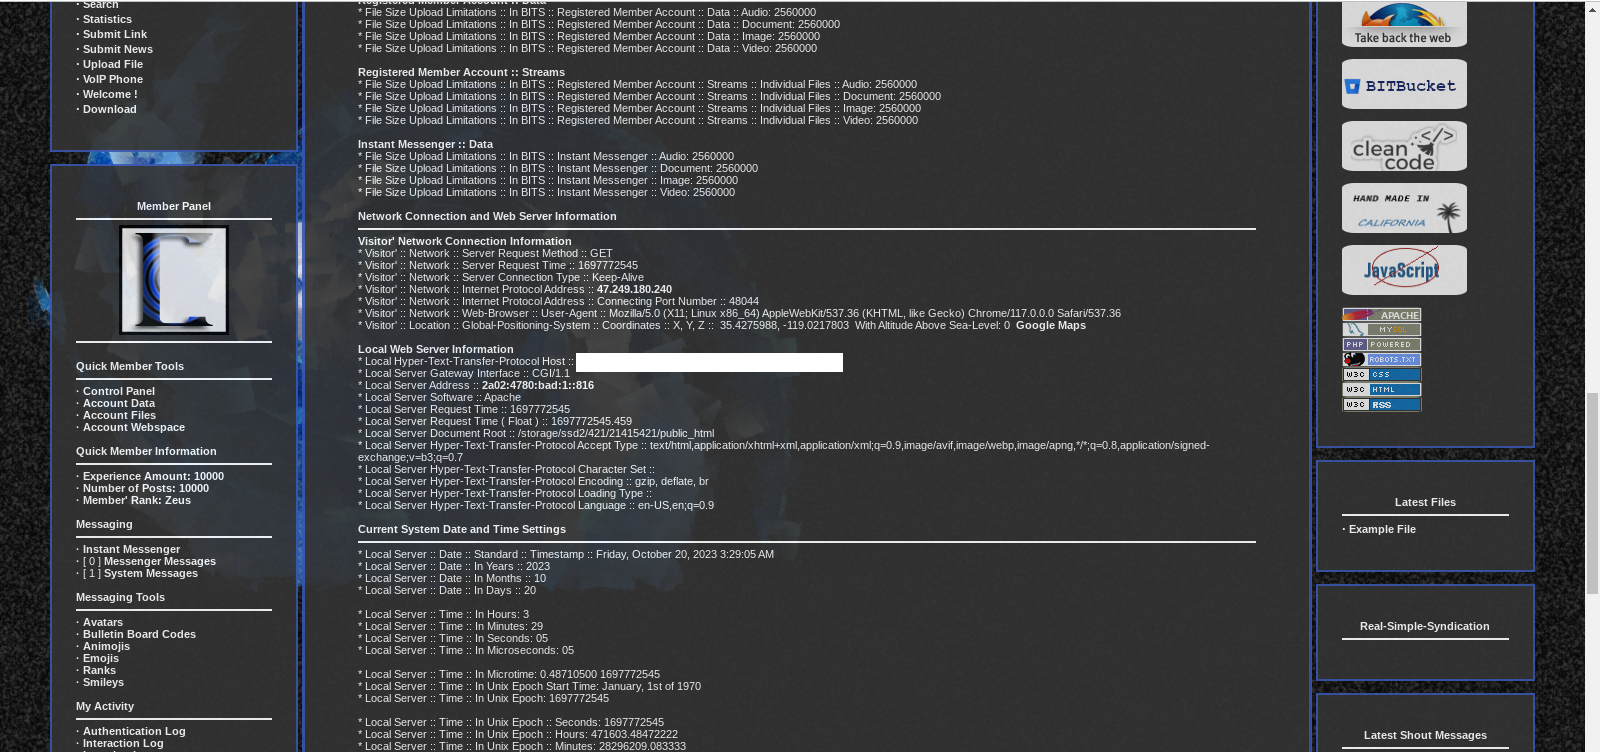 · Search
· Statistics
· Submit Link
· Submit News
· Upload File
· VoIP Phone
· Welcome !
· Download
Member Panel
Quick Member Tools
· Control Panel
· Account Data
· Account Files
· Account Webspace
Quick Member Information
· Experience Amount: 10000
· Number of Posts: 10000
· Member' Rank: Zeus
Messaging
· Instant Messenger
· [ 0 ] Messenger Messages
· [ 1 ] System Messages
Messaging Tools
· Avatars
· Bulletin Board Codes
· Animojis
· Emojis
· Ranks
· Smileys
My Activity
· Authentication Log
· Interaction Log
Registered Member Account :: Data
* File Size Upload Limitations :: In BITS :: Registered Member Account :: Data :: Audio: 2560000
* File Size Upload Limitations :: In BITS :: Registered Member Account :: Data :: Document: 2560000
* File Size Upload Limitations :: In BITS :: Registered Member Account :: Data :: Image: 2560000
* File Size Upload Limitations :: In BITS :: Registered Member Account :: Data :: Video: 2560000
Registered Member Account :: Streams
* File Size Upload Limitations :: In BITS :: Registered Member Account :: Streams :: Individual Files :: Audio: 2560000
* File Size Upload Limitations :: In BITS :: Registered Member Account :: Streams :: Individual Files :: Document: 2560000
* File Size Upload Limitations :: In BITS :: Registered Member Account :: Streams :: Individual Files :: Image: 2560000
* File Size Upload Limitations :: In BITS :: Registered Member Account :: Streams :: Individual Files :: Video: 2560000
Instant Messenger :: Data
* File Size Upload Limitations :: In BITS :: Instant Messenger :: Audio: 2560000
* File Size Upload Limitations :: In BITS :: Instant Messenger :: Document: 2560000
* File Size Upload Limitations :: In BITS :: Instant Messenger :: Image: 2560000
* File Size Upload Limitations :: In BITS :: Instant Messenger :: Video: 2560000
Network Connection and Web Server Information
Visitor' Network Connection Information
* Visitor' :: Network :: Server Request Method :: GET
* Visitor' :: Network :: Server Request Time :: 1697772545
* Visitor' :: Network :: Server Connection Type :: Keep-Alive
* Visitor' :: Network :: Internet Protocol Address :: 47.249.180.240
* Visitor' :: Network :: Internet Protocol Address :: Connecting Port Number :: 48044
* Visitor' :: Network :: Web-Browser :: User-Agent :: Mozilla/5.0 (X11; Linux x86_64) AppleWebKit/537.36 (KHTML, like Gecko) Chrome/117.0.0.0 Safari/537.36
* Visitor' :: Location :: Global-Positioning-System :: Coordinates :: X, Y, Z :: 35.4275988, -119.0217803 With Altitude Above Sea-Level: 0 Google Maps
Local Web Server Information
* Local Hyper-Text-Transfer-Protocol Host ::
* Local Server Gateway Interface :: CGI/1.1
* Local Server Address :: 2a02:4780:bad:1::816
* Local Server Software :: Apache
* Local Server Request Time :: 1697772545
* Local Server Request Time ( Float ) :: 1697772545.459
* Local Server Document Root :: /storage/ssd2/421/21415421/public_html
* Local Server Hyper-Text-Transfer-Protocol Accept Type :: text/html,application/xhtml+xml,application/xml;q=0.9,image/avif,image/webp,image/apng,*/*;q=0.8,application/signed-
exchange;v=b3;q=0.7
* Local Server Hyper-Text-Transfer-Protocol Character Set ::
* Local Server Hyper-Text-Transfer-Protocol Encoding :: gzip, deflate, br
* Local Server Hyper-Text-Transfer-Protocol Loading Type ::
* Local Server Hyper-Text-Transfer-Protocol Language :: en-US,en;q=0.9
Current System Date and Time Settings
* Local Server :: Date :: Standard :: Timestamp :: Friday, October 20, 2023 3:29:05 AM
* Local Server :: Date :: In Years :: 2023
* Local Server :: Date :: In Months :: 10
* Local Server :: Date :: In Days :: 20
* Local Server :: Time :: In Hours: 3
* Local Server :: Time :: In Minutes: 29
* Local Server :: Time :: In Seconds: 05
* Local Server :: Time :: In Microseconds: 05
* Local Server :: Time :: In Microtime: 0.48710500 1697772545
* Local Server :: Time :: In Unix Epoch Start Time: January, 1st of 1970
* Local Server :: Time :: In Unix Epoch: 1697772545
* Local Server :: Time :: In Unix Epoch :: Seconds: 1697772545
* Local Server :: Time :: In Unix Epoch :: Hours: 471603.48472222
* Local Server :: Time :: In Unix Epoch :: Minutes: 28296209.083333
Take back the web
BITBucket
clean code </>
HAND MADE IN
CALIFORNIA
JavaScript
APACHE
MYSQL
PHP POWERED
ROBOTS.TXT
W3C CSS
W3C HTML
W3C RSS
Latest Files
· Example File
Real-Simple-Syndication
Latest Shout Messages